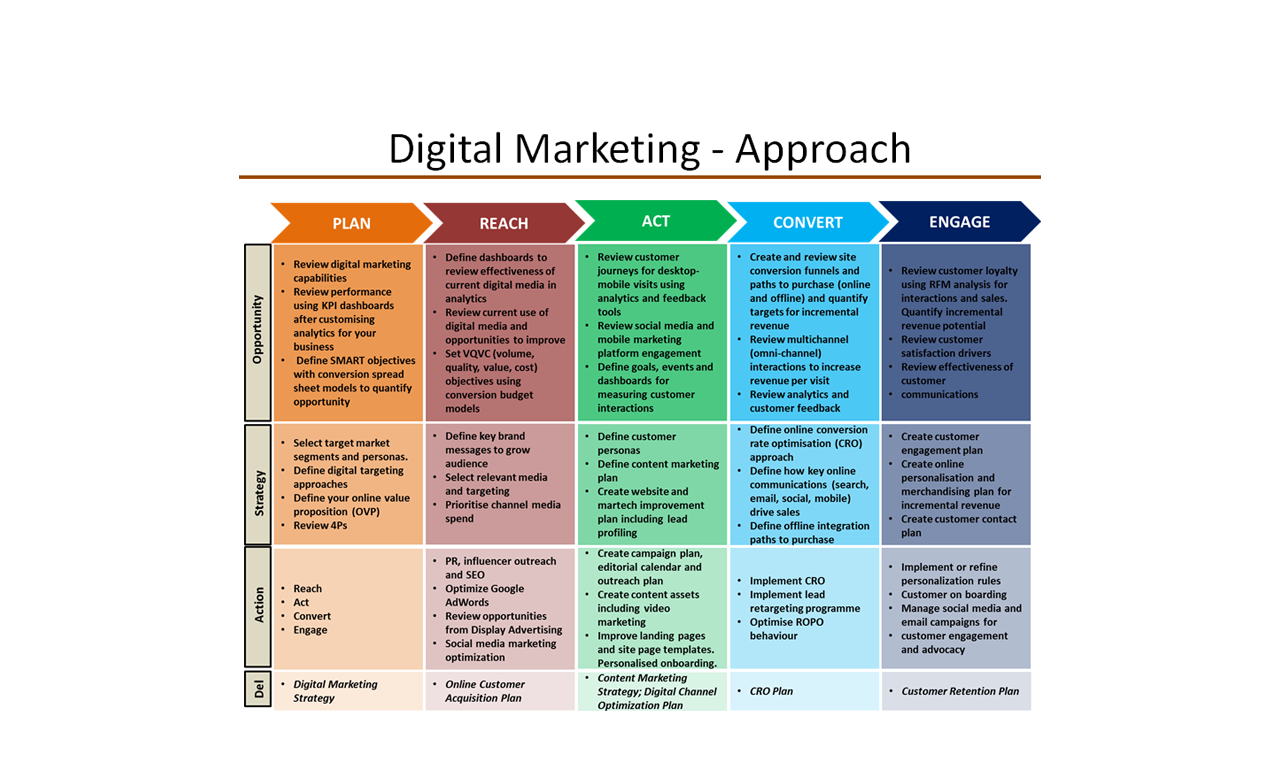 Digital Marketing - Approach
PLAN
REACH
ACT
CONVERT
ENGAGE
Opportunity
• Review digital marketing
capabilities
• Review performance
using KPI dashboards
after customising
analytics for your
business
• Define SMART objectives
with conversion spread
sheet models to quantify
opportunity
• Define dashboards to
review effectiveness of
current digital media in
analytics
• Review current use of
digital media and
opportunities to improve
• Set VQVC (volume,
quality, value, cost)
objectives using
conversion budget
models
• Review customer
journeys for desktop-
mobile visits using
analytics and feedback
tools
• Review social media and
mobile marketing
platform engagement
• Define goals, events and
dashboards for
measuring customer
interactions
• Create and review site
conversion funnels and
paths to purchase (online
and offline) and quantify
targets for incremental
revenue
• Review multichannel
(omni-channel)
interactions to increase
revenue per visit
• Review analytics and
customer feedback
• Review customer loyalty
using RFM analysis for
interactions and sales.
Quantify incremental
revenue potential
• Review customer
satisfaction drivers
• Review effectiveness of
customer
• communications
Strategy
• Select target market
segments and personas.
• Define digital targeting
approaches
• Define your online value
proposition (OVP)
• Review 4Ps
• Define key brand
messages to grow
audience
• Select relevant media
and targeting
• Prioritise channel media
spend
• Define customer
personas
• Define content marketing
plan
• Create website and
martech improvement
plan including lead
profiling
• Define online conversion
rate optimisation (CRO)
approach
• Define how key online
communications (search,
email, social, mobile)
drive sales
• Define offline integration
paths to purchase
• Create customer
engagement plan
• Create online
personalisation and
merchandising plan for
incremental revenue
• Create customer contact
plan
Action
• Reach
• Act
• Convert
• Engage
• PR, influencer outreach
and SEO
• Optimize Google
AdWords
• Review opportunities
from Display Advertising
• Social media marketing
optimization
• Create campaign plan,
editorial calendar and
outreach plan
• Create content assets
including video
marketing
• Improve landing pages
and site page templates.
Personalised onboarding.
• Implement CRO
• Implement lead
retargeting programme
• Optimise ROPO
behaviour
• Implement or refine
personalization rules
• Customer on boarding
• Manage social media and
email campaigns for
• customer engagement
• and advocacy
Del
• Digital Marketing
Strategy
• Online Customer
Acquisition Plan
• Content Marketing
Strategy; Digital Channel
Optimization Plan
• CRO Plan
• Customer Retention Plan